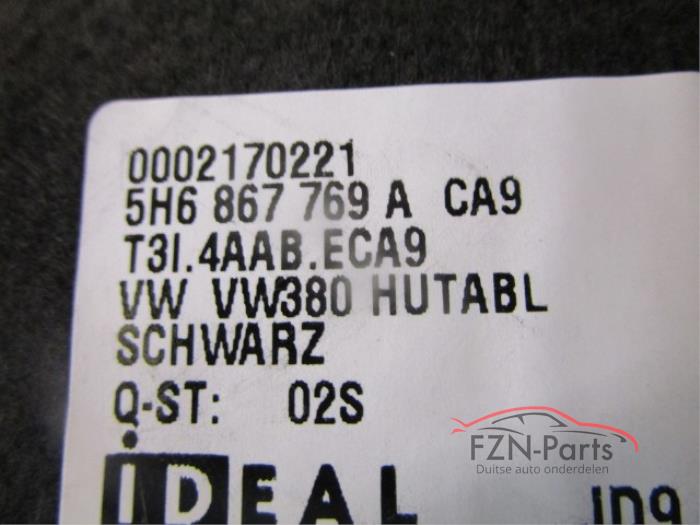 0002170221
5H6 867 769 A CA9
T3I.4AAB.ECA9
VW VW380 HUTABL
SCHWARZ
Q-ST: 02S
iDEAL
FZN-Parts
Duitse auto onderdelen